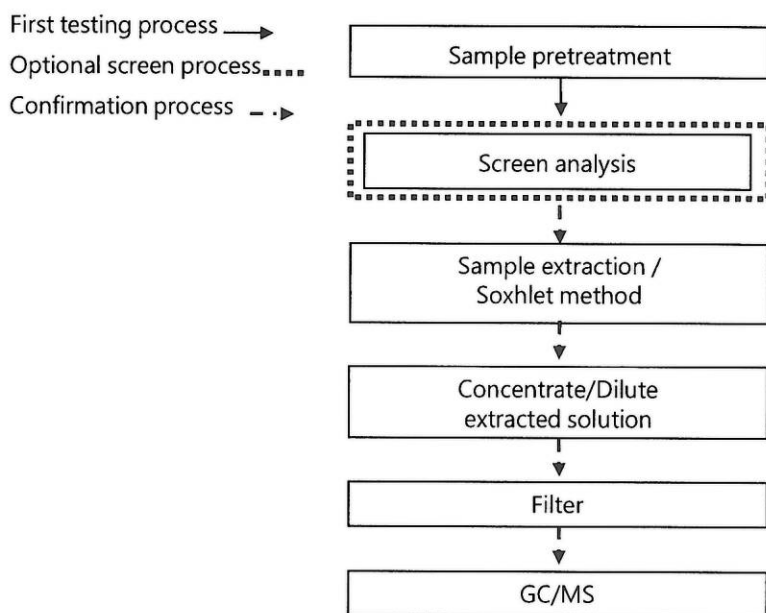 First testing process
Optional screen process
Confirmation process
Sample pretreatment
Screen analysis
Sample extraction /
Soxhlet method
Concentrate/Dilute
extracted solution
Filter
GC/MS